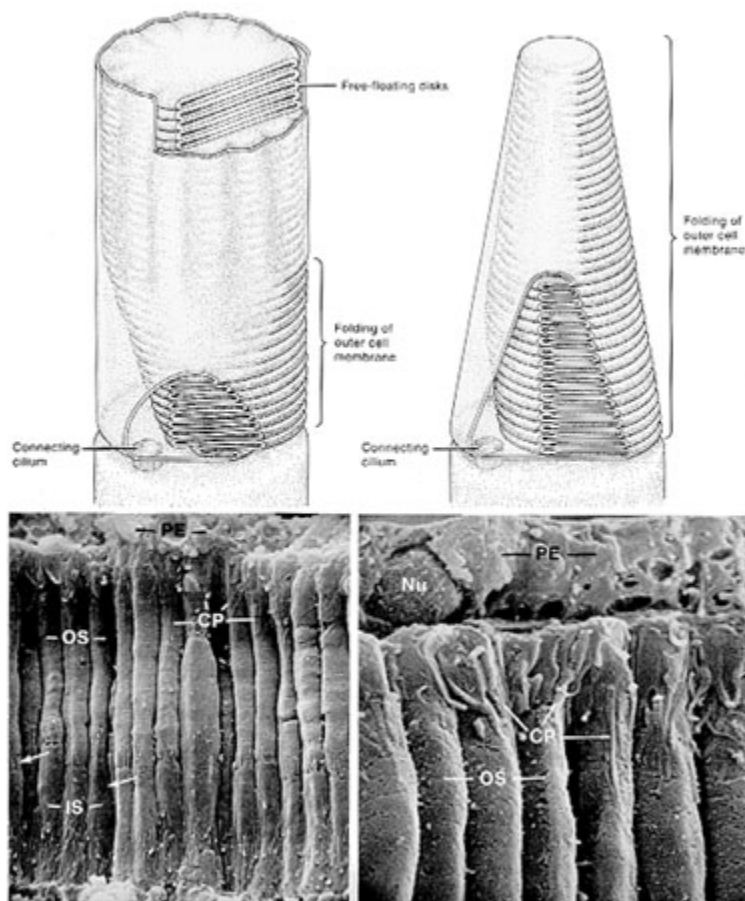 Free-floating disks
Folding of
outer cell
membrane
Connecting
cilium
Folding of
outer cell
membrane
Connecting
cilium
PE
OS
CP
IS
PE
Nu
CP
OS